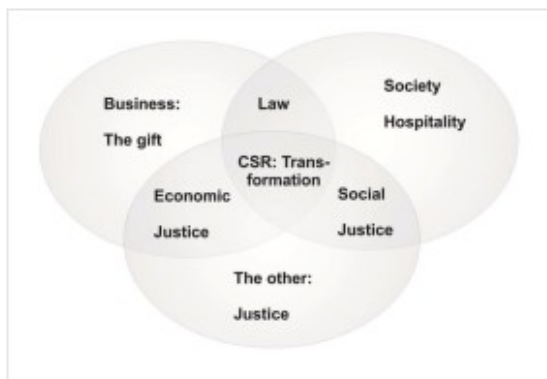 Business:
The gift
Law
Society
Hospitality
CSR: Trans-
formation
Economic
Justice
Social
Justice
The other:
Justice